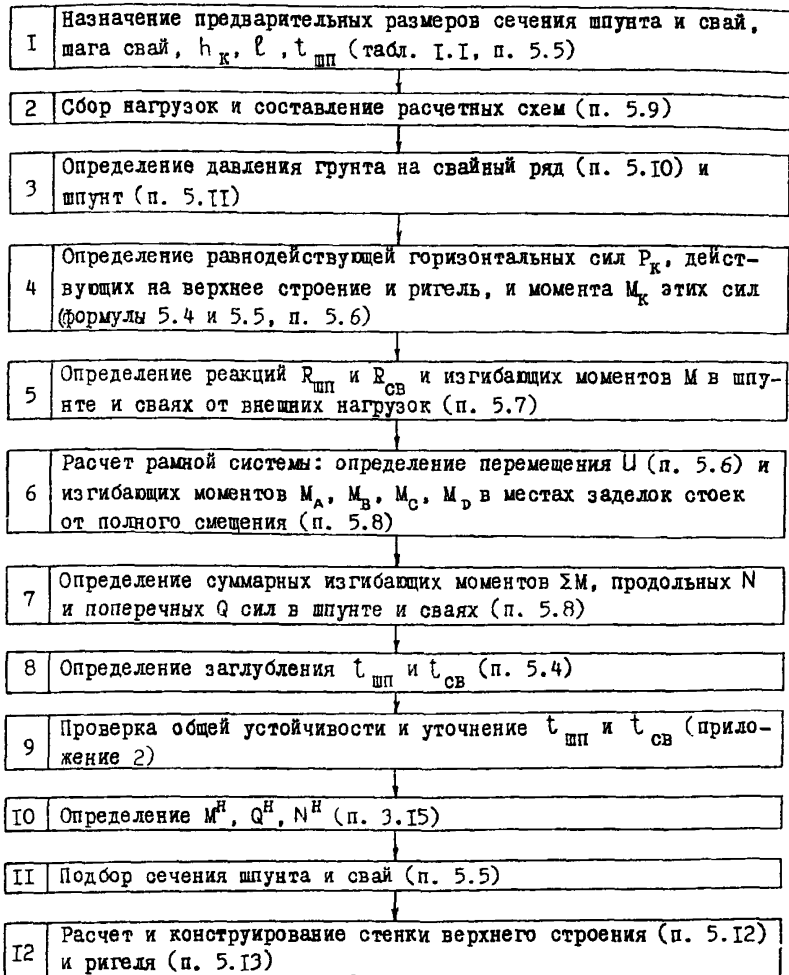 Назначение предварительных размеров сечения шпунта и свай,
I шага свай, h_к, ℓ, t_шп (табл. I.I, п. 5.5)
2 Сбор нагрузок и составление расчетных схем (п. 5.9)
Определение давления грунта на свайный ряд (п. 5.I0) и
3 шпунт (п. 5.II)
Определение равнодействующей горизонтальных сил P_к, дейст-
4 вующих на верхнее строение и ригель, и момента M_к этих сил
(формулы 5.4 и 5.5, п. 5.6)
Определение реакций R_шп и R_св и изгибающих моментов М в шпу-
5 нте и сваях от внешних нагрузок (п. 5.7)
Расчет рамной системы: определение перемещения U (п. 5.6) и
6 изгибающих моментов M_A, M_B, M_C, M_D в местах заделок стоек
от полного смещения (п. 5.8)
Определение суммарных изгибающих моментов ΣM, продольных N
7 и поперечных Q сил в шпунте и сваях (п. 5.8)
8 Определение заглубления t_шп и t_св (п. 5.4)
Проверка общей устойчивости и уточнение t_шп и t_св (прило-
9 жение 2)
I0 Определение M^н, Q^н, N^н (п. 3.I5)
II Подбор сечения шпунта и свай (п. 5.5)
Расчет и конструирование стенки верхнего строения (п. 5.I2)
I2 и ригеля (п. 5.I3)